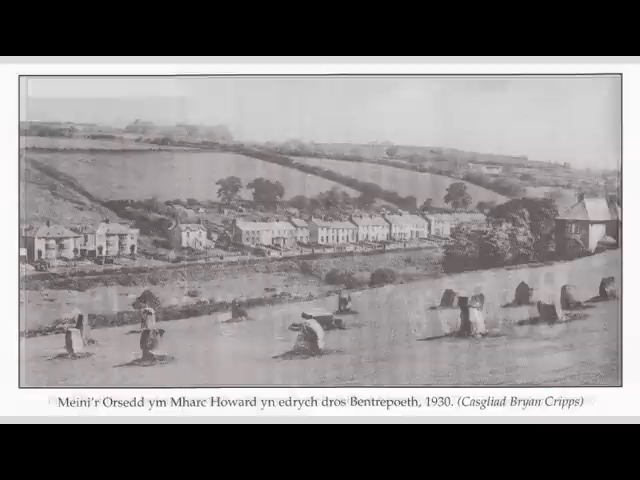 Meini'r Orsedd ym Mharc Howard yn edrych dros Bentrepoeth, 1930. (Casgliad Bryan Cripps)